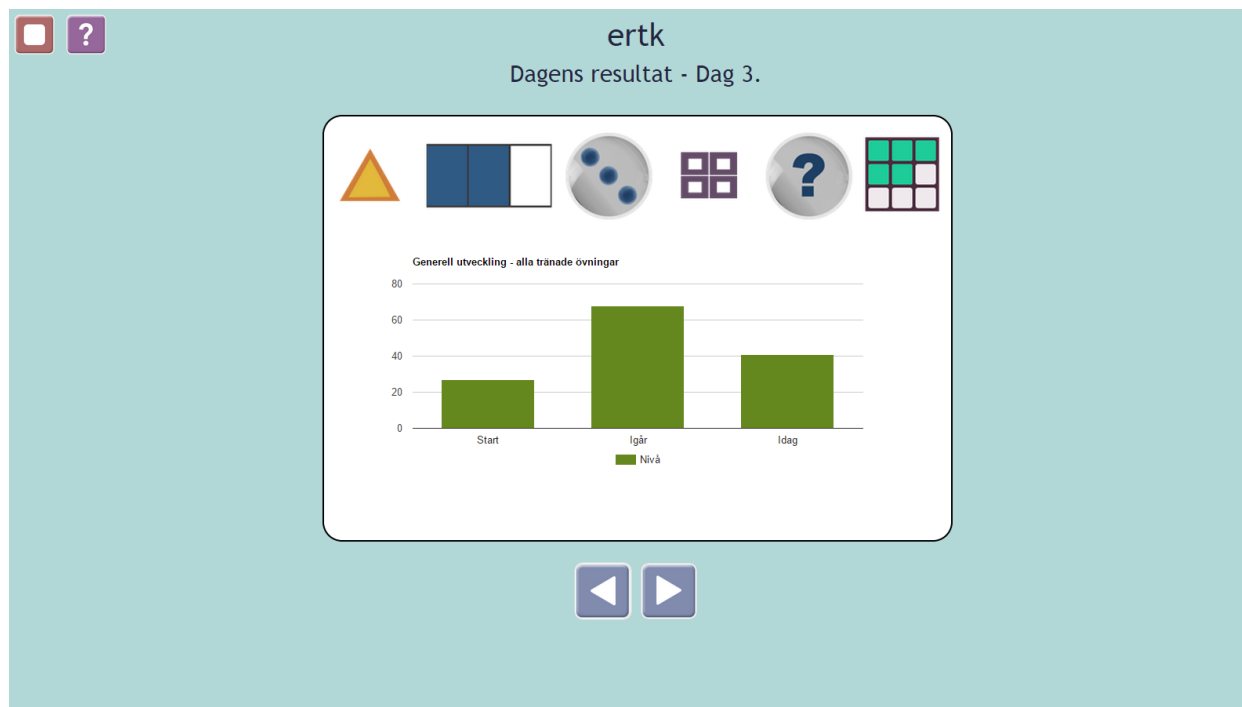 ?
ertk
Dagens resultat - Dag 3.
?
Generell utveckling - alla tränade övningar
80
60
40
20
0
Start
Igår
Idag
Nivå